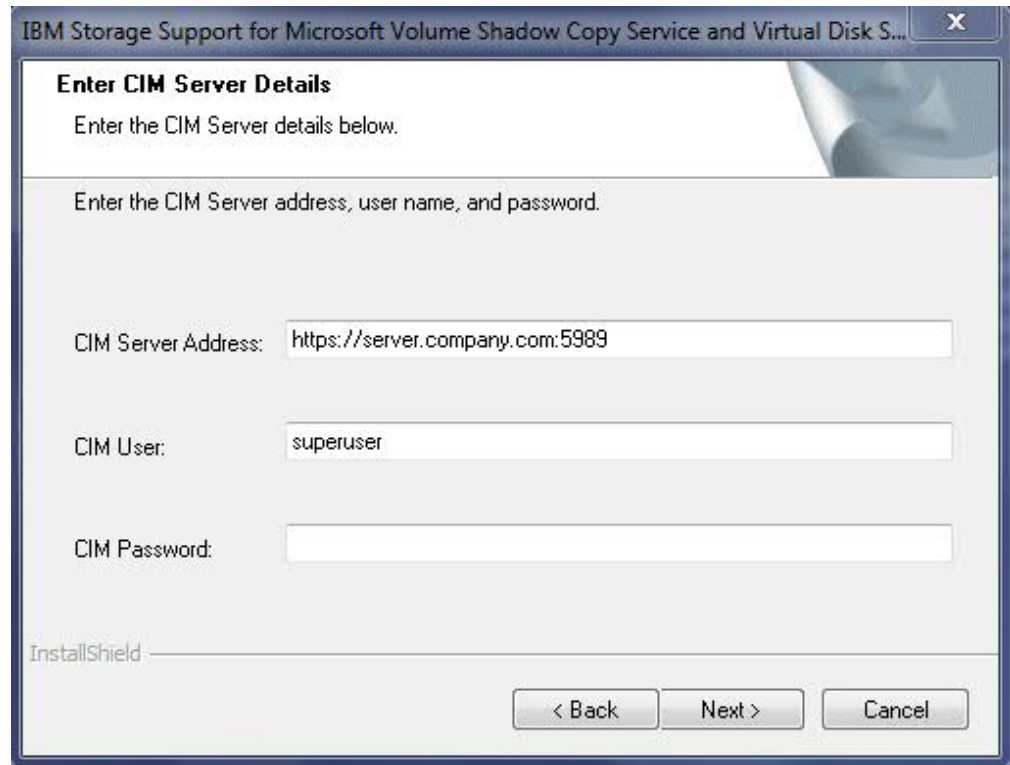 IBM Storage Support for Microsoft Volume Shadow Copy Service and Virtual Disk S...
X
Enter CIM Server Details
Enter the CIM Server details below.
Enter the CIM Server address, user name, and password.
CIM Server Address: https://server.company.com:5989
CIM User: superuser
CIM Password:
InstallShield
< Back Next > Cancel